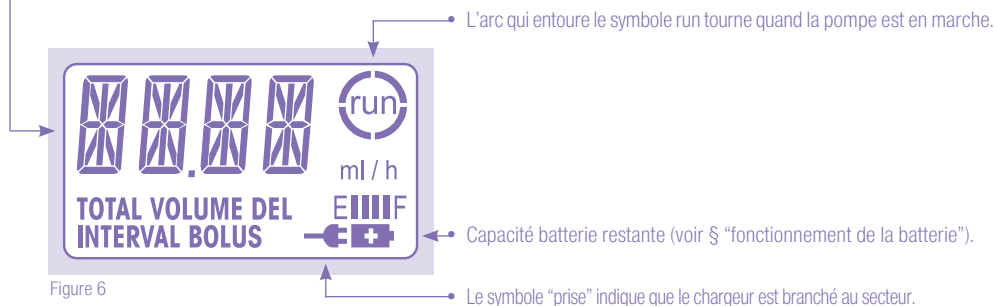 L’arc qui entoure le symbole run tourne quand la pompe est en marche.
run
ml / h
TOTAL VOLUME DEL
E F
INTERVAL BOLUS
Capacité batterie restante (voir § “fonctionnement de la batterie”).
Figure 6
Le symbole “prise” indique que le chargeur est branché au secteur.